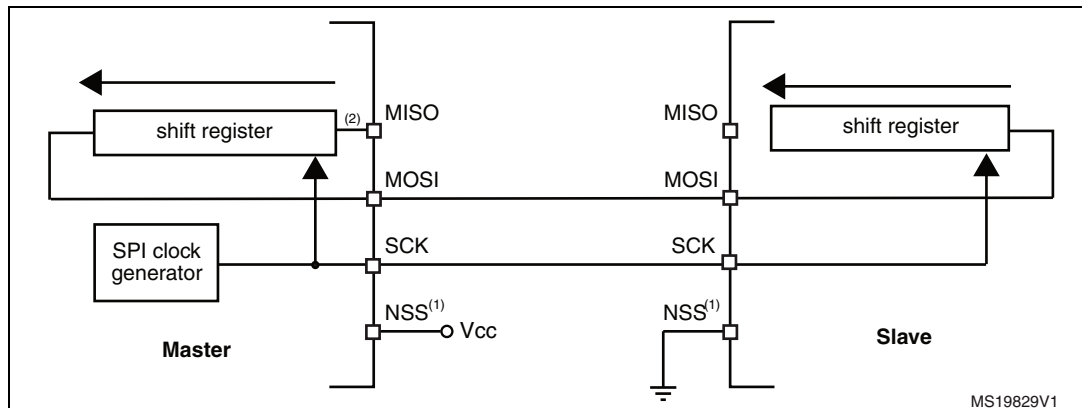 shift register
(2)
MISO
MISO
shift register
MOSI
MOSI
SPI clock
generator
SCK
SCK
NSS(1)
Vcc
NSS(1)
Master
Slave
MS19829V1